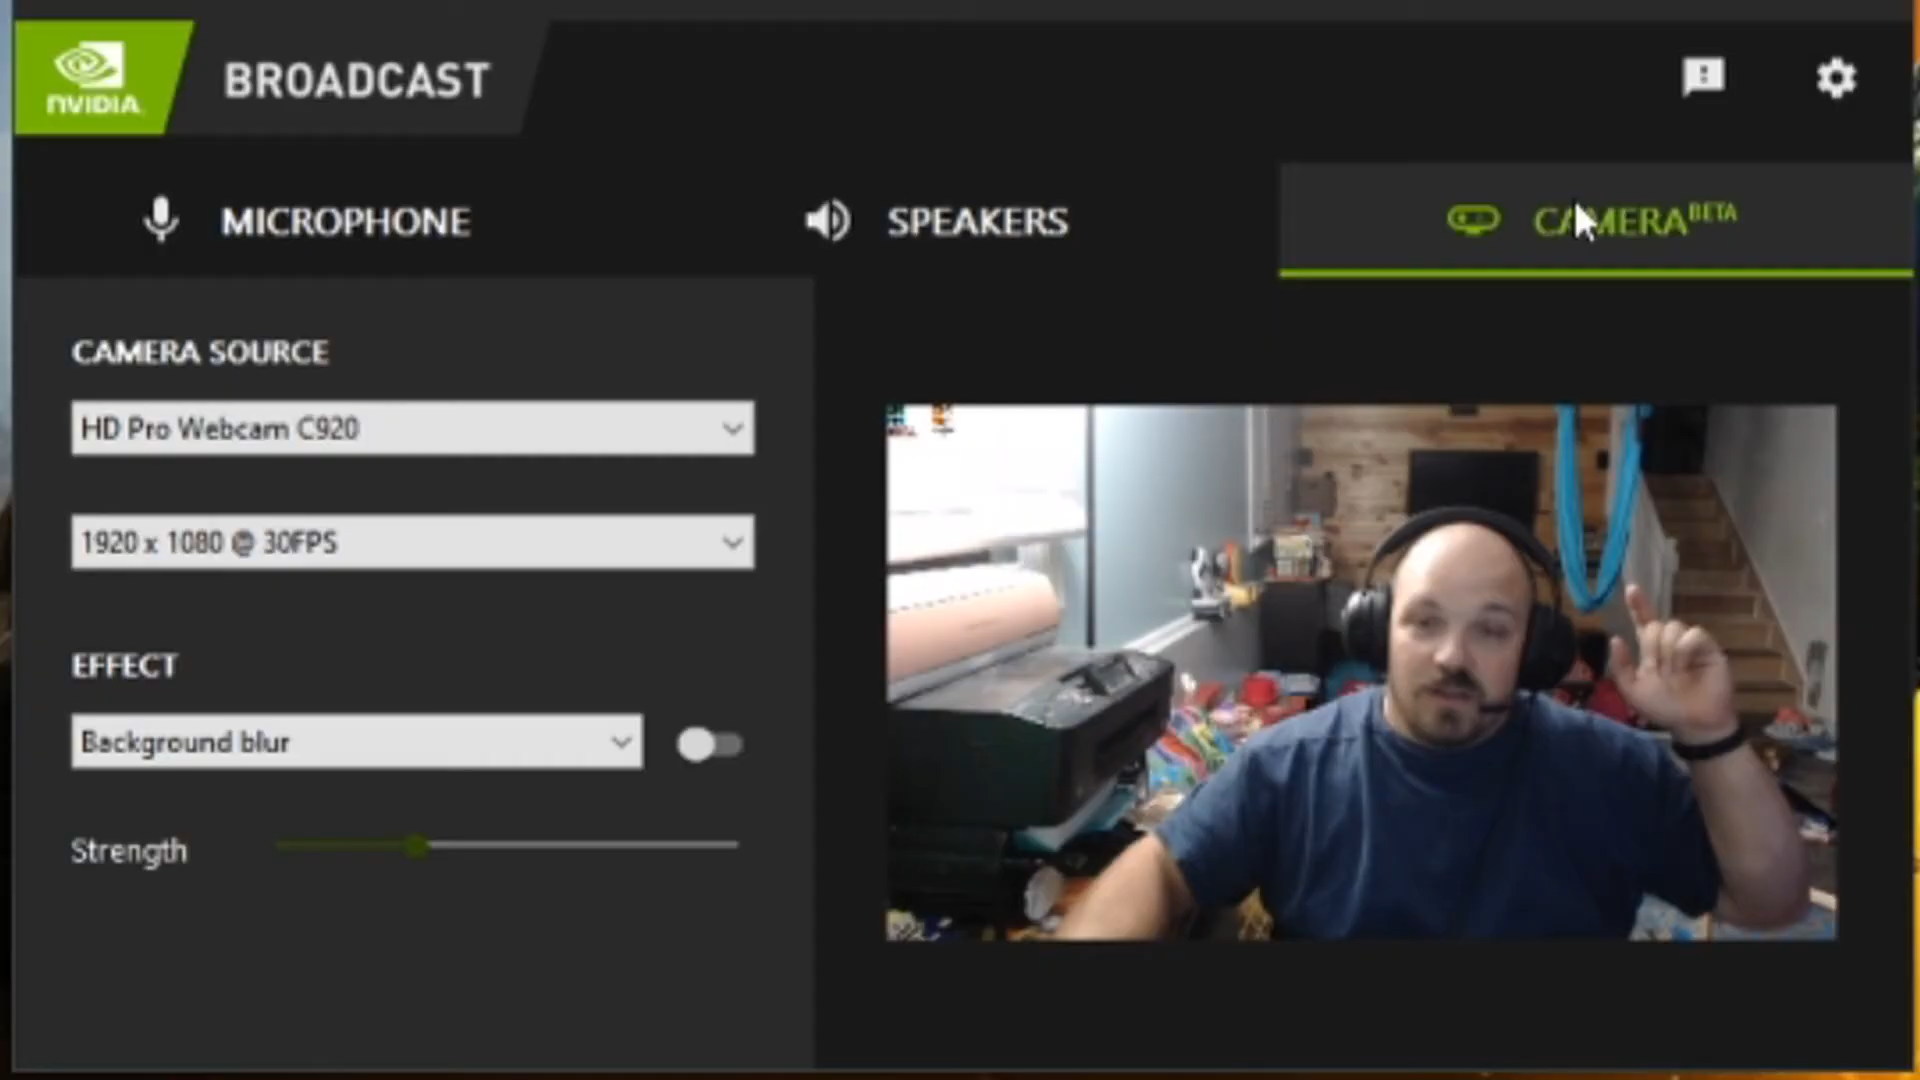 NVIDIA
BROADCAST
MICROPHONE
SPEAKERS
CAMERA BETA
CAMERA SOURCE
HD Pro Webcam C920
1920 x 1080 @ 30FPS
EFFECT
Background blur
Strength